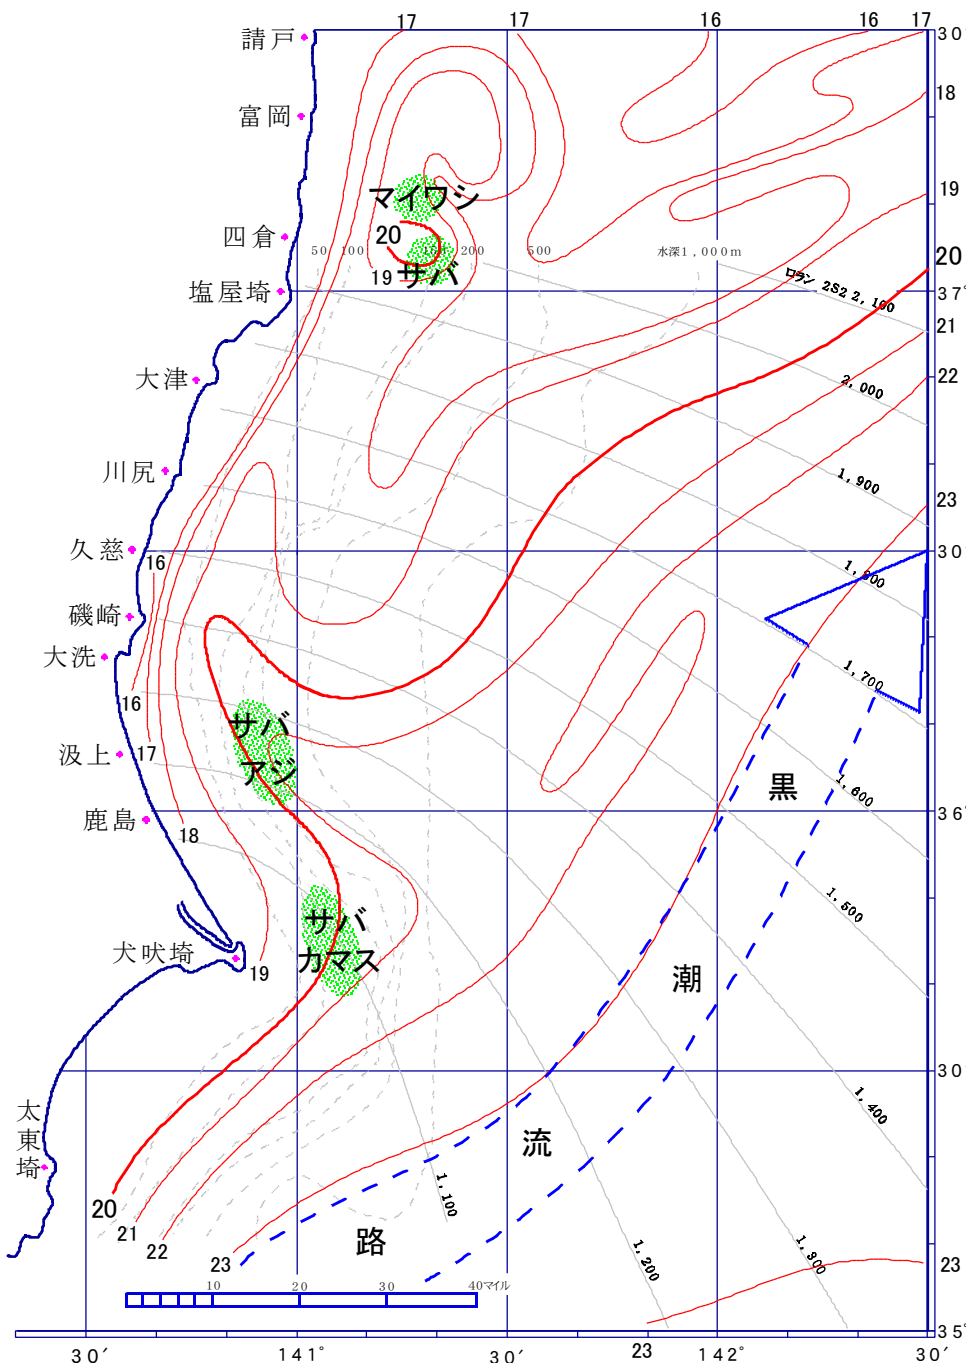 17
17
16
16
17
請戸
30
18
富岡
19
マイワシ
20
四倉
50
100
200
500
水深1,000m
20
19
サバ
ロラン 2S2 2,100
塩屋埼
37°
21
大津
22
2,000
川尻
1,900
23
久慈
16
30
磯崎
大洗
16
1,700
サバ
汲上
17
アジ
黒
1,600
鹿島
18
36°
1,500
サバ
犬吠埼
カマス
19
潮
30
太東埼
1,400
流
1,100
20
21
22
路
23
1,200
1,300
23
10
20
30
40マイル
35°
30′
141°
30′
23
142°
30′